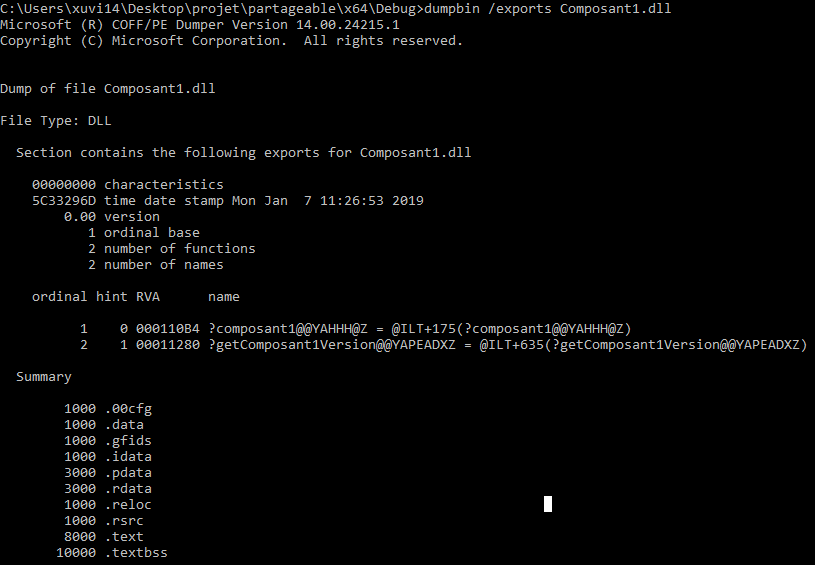 C:\Users\xuvi14\Desktop\projet\partageable\x64\Debug>dumpbin /exports Composant1.dll
Microsoft (R) COFF/PE Dumper Version 14.00.24215.1
Copyright (C) Microsoft Corporation.  All rights reserved.
Dump of file Composant1.dll
File Type: DLL
Section contains the following exports for Composant1.dll
00000000 characteristics
5C33296D time date stamp Mon Jan  7 11:26:53 2019
0.00 version
1 ordinal base
2 number of functions
2 number of names
ordinal hint RVA      name
1    0 000110B4 ?composant1@@YAHHH@Z = @ILT+175(?composant1@@YAHHH@Z)
2    1 00011280 ?getComposant1Version@@YAPEADXZ = @ILT+635(?getComposant1Version@@YAPEADXZ)
Summary
1000 .00cfg
1000 .data
1000 .gfids
1000 .idata
3000 .pdata
3000 .rdata
1000 .reloc
1000 .rsrc
8000 .text
10000 .textbss